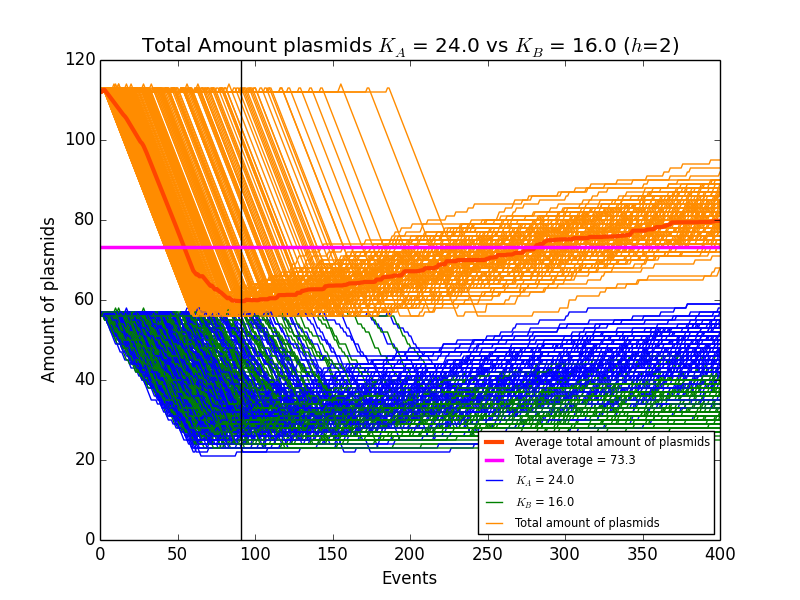 Total Amount plasmids K_A = 24.0 vs K_B = 16.0 (h=2)
120
100
80
60
40
20
0
Amount of plasmids
0 50 100 150 200 250 300 350 400
Events
Average total amount of plasmids
Total average = 73.3
K_A = 24.0
K_B = 16.0
Total amount of plasmids